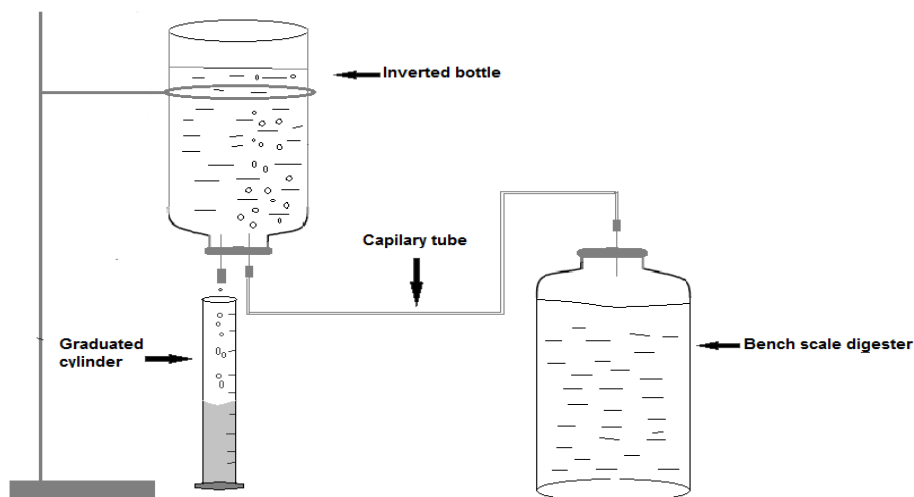 Inverted bottle
Capilary tube
Graduated
cylinder
Bench scale digester